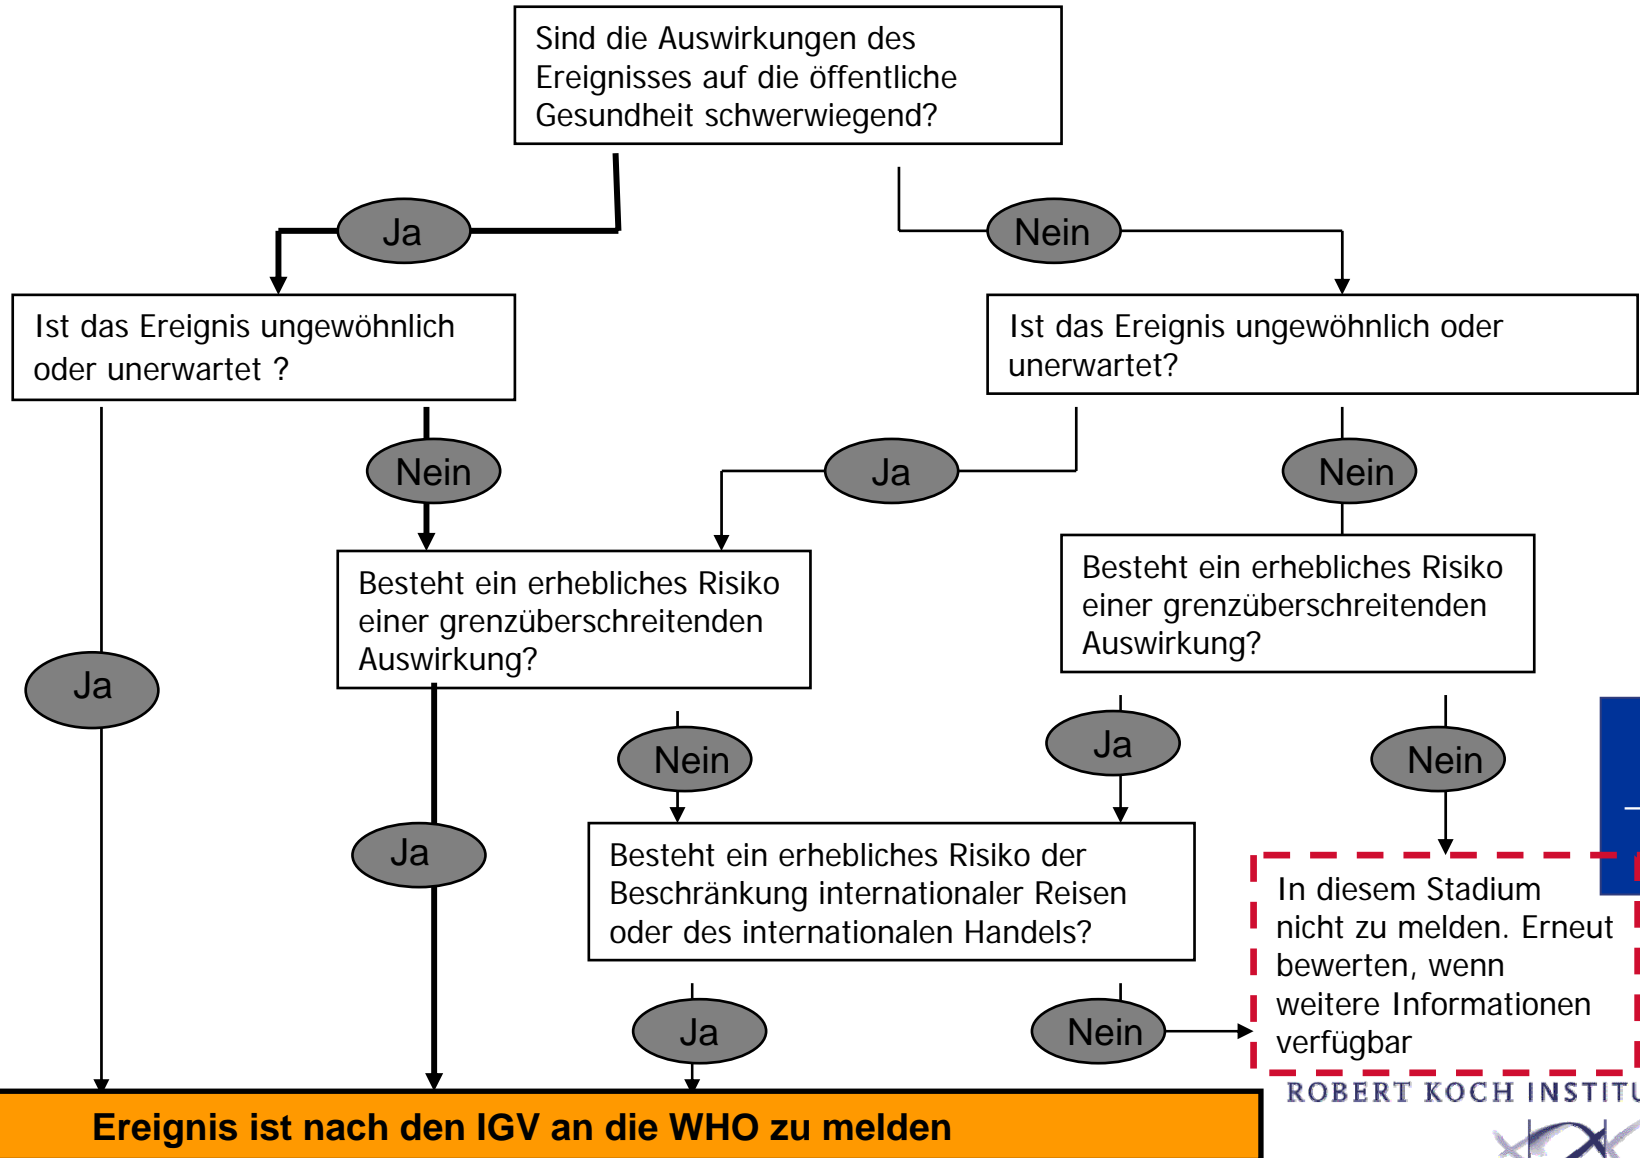 Sind die Auswirkungen des
Ereignisses auf die öffentliche
Gesundheit schwerwiegend?
Ja
Nein
Ist das Ereignis ungewöhnlich
oder unerwartet ?
Ist das Ereignis ungewöhnlich oder
unerwartet?
Nein
Ja
Nein
Besteht ein erhebliches Risiko
einer grenzüberschreitenden
Auswirkung?
Besteht ein erhebliches Risiko
einer grenzüberschreitenden
Auswirkung?
Ja
Nein
Ja
Nein
Ja
Besteht ein erhebliches Risiko der
Beschränkung internationaler Reisen
oder des internationalen Handels?
In diesem Stadium
nicht zu melden. Erneut
bewerten, wenn
weitere Informationen
verfügbar
Ja
Nein
ROBERT KOCH INSTITU
Ereignis ist nach den IGV an die WHO zu melden